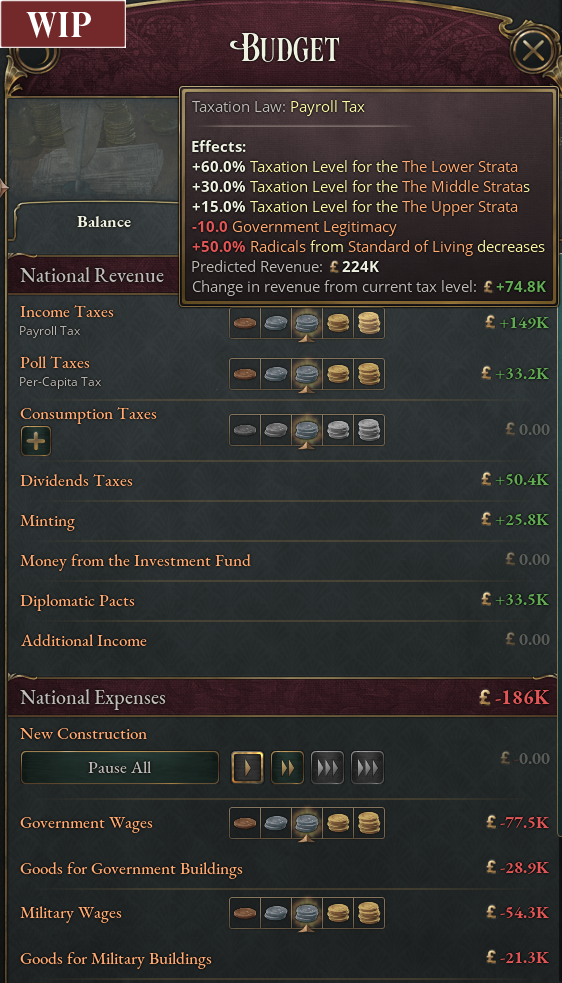 WIP
BUDGET
Taxation Law: Payroll Tax
Effects:
+60.0% Taxation Level for the The Lower Strata
+30.0% Taxation Level for the The Middle Stratas
+15.0% Taxation Level for the The Upper Strata
-10.0 Government Legitimacy
+50.0% Radicals from Standard of Living decreases
Predicted Revenue: £ 224K
Change in revenue from current tax level: £ +74.8K
Balance
National Revenue
Income Taxes £ +149K
Payroll Tax
Poll Taxes £ +33.2K
Per-Capita Tax
Consumption Taxes £ 0.00
Dividends Taxes £ +50.4K
Minting £ +25.8K
Money from the Investment Fund £ 0.00
Diplomatic Pacts £ +33.5K
Additional Income £ 0.00
National Expenses £ -186K
New Construction
Pause All £ -0.00
Government Wages £ -77.5K
Goods for Government Buildings £ -28.9K
Military Wages £ -54.3K
Goods for Military Buildings £ -21.3K